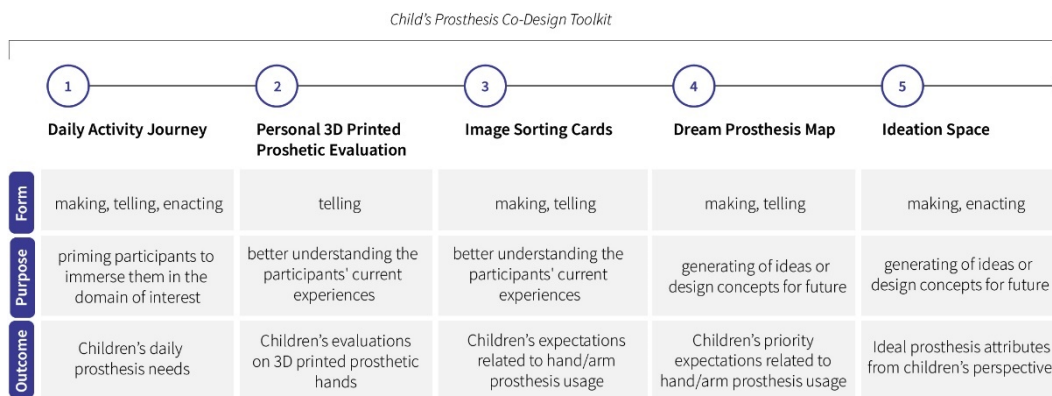 Child's Prosthesis Co-Design Toolkit
1
2
3
4
5
Daily Activity Journey
Personal 3D Printed
Proshetic Evaluation
Image Sorting Cards
Dream Prosthesis Map
Ideation Space
Form
making, telling, enacting
telling
making, telling
making, telling
making, enacting
Purpose
priming participants to
immerse them in the
domain of interest
better understanding the
participants' current
experiences
better understanding the
participants' current
experiences
generating of ideas or
design concepts for future
generating of ideas or
design concepts for future
Outcome
Children's daily
prosthesis needs
Children's evaluations
on 3D printed prosthetic
hands
Children's expectations
related to hand/arm
prosthesis usage
Children's priority
expectations related to
hand/arm prosthesis usage
Ideal prosthesis attributes
from children's perspective